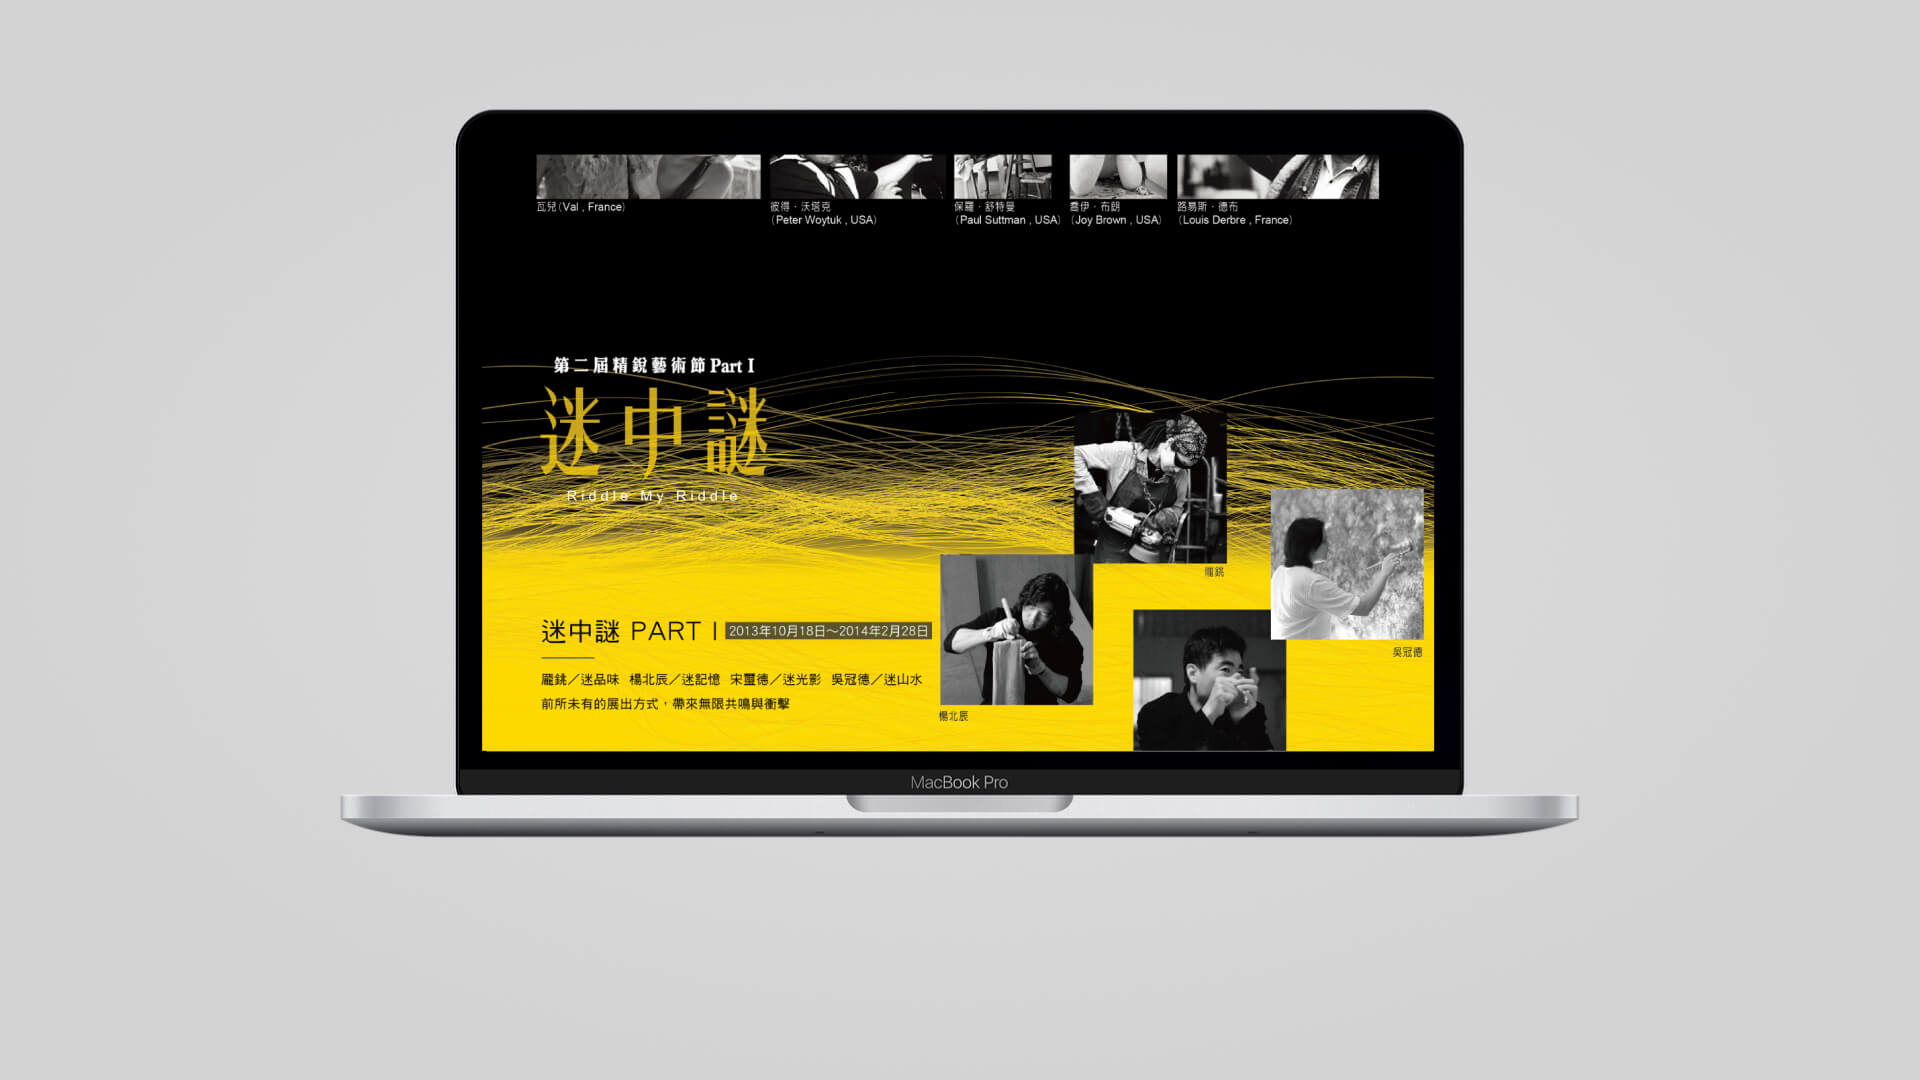 瓦兒（Val , France）
彼得・沃塔克
（Peter Woytuk , USA）
保羅・舒特曼
（Paul Suttman , USA）
喬伊・布朗
（Joy Brown , USA）
路易斯・德布
（Louis Derbre , France）
第二屆精銳藝術節Part I
迷中謎
Riddle My Riddle
龎銚
吳冠德
楊北辰
迷中謎 PART I 2013年10月18日～2014年2月28日
龎銚／迷品味 楊北辰／迷記憶 宋璽德／迷光影 吳冠德／迷山水
前所未有的展出方式，帶來無限共鳴與衝擊
MacBook Pro